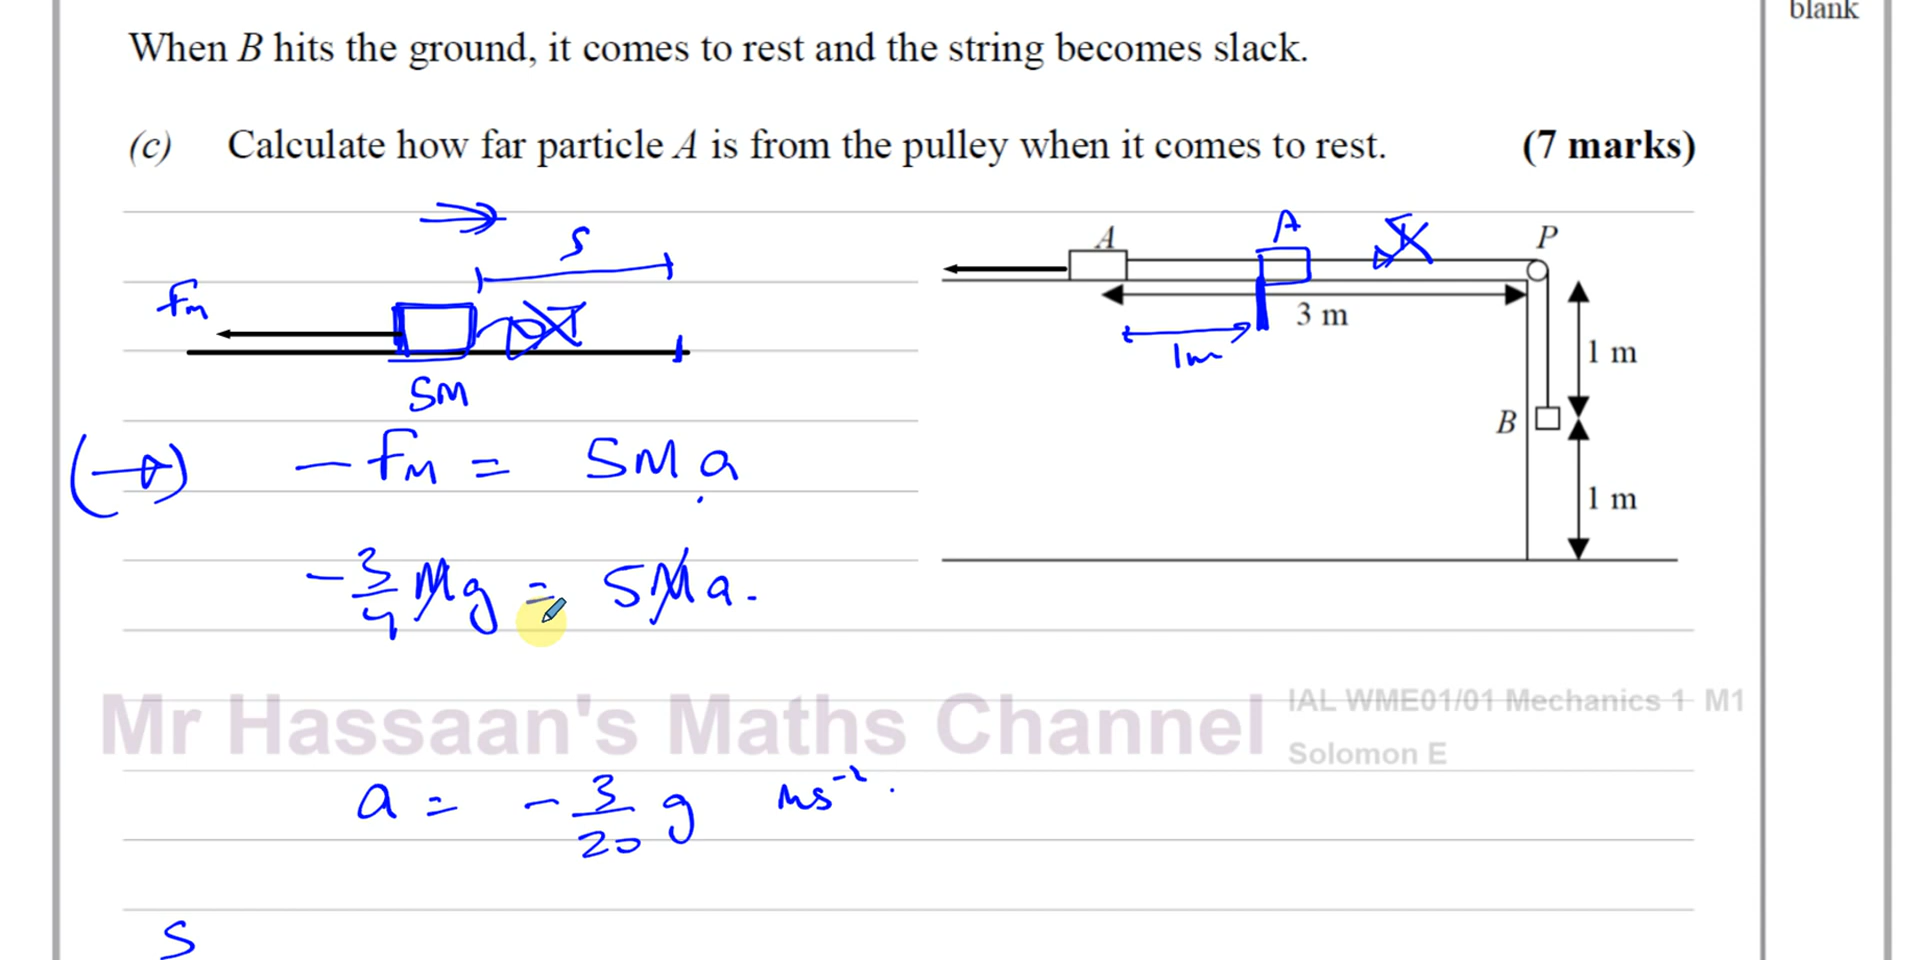 blank
When B hits the ground, it comes to rest and the string becomes slack.
(c) Calculate how far particle A is from the pulley when it comes to rest. (7 marks)
S
Fm
5M
A
A
P
3 m
1m
1 m
B
1 m
(→) - Fm = 5M a
- 3/4 Mg = 5Ma.
Mr Hassaan's Maths Channel
IAL WME01/01 Mechanics 1 M1
Solomon E
a = - 3/20 g ms⁻².
S